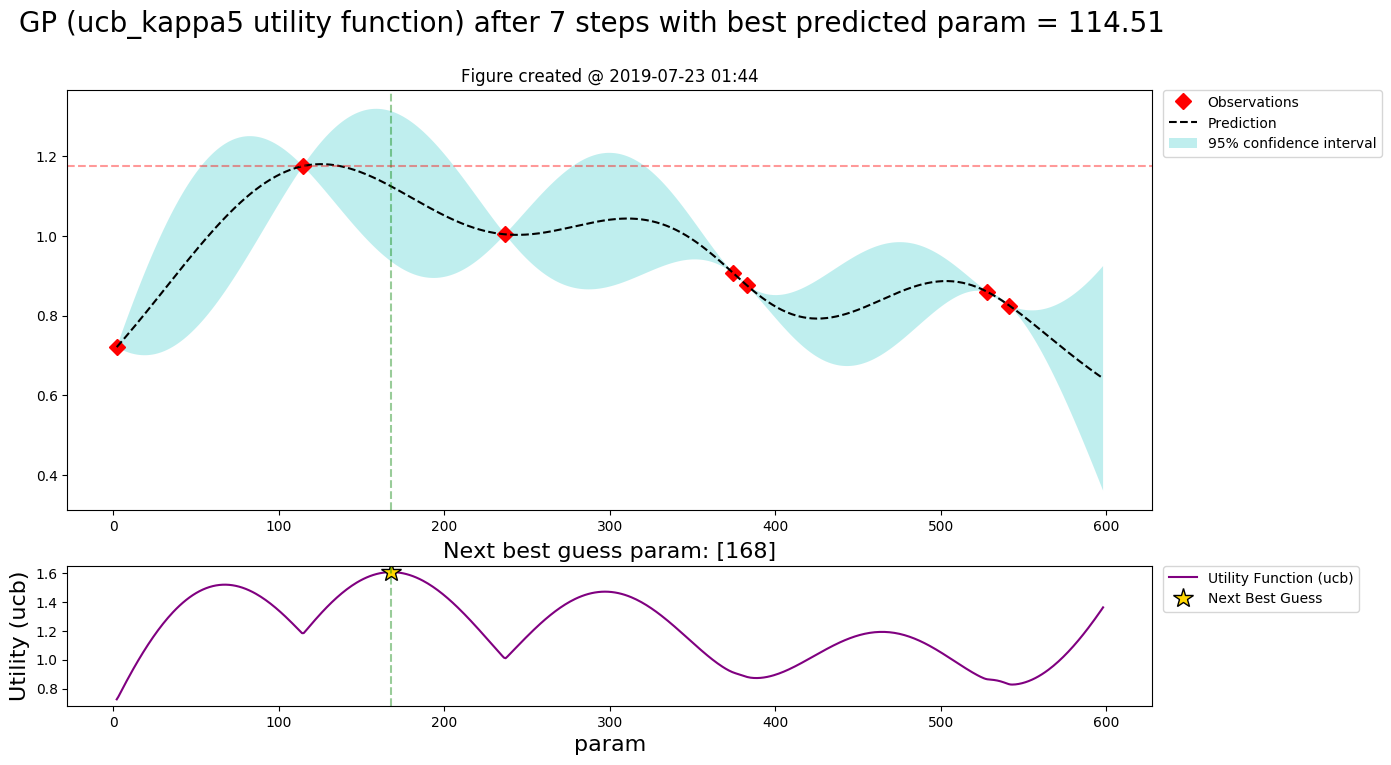 GP (ucb_kappa5 utility function) after 7 steps with best predicted param = 114.51
Figure created @ 2019-07-23 01:44
Observations
Prediction
95% confidence interval
1.2
1.0
0.8
0.6
0.4
0 100 200 300 400 500 600
Next best guess param: [168]
Utility (ucb)
1.6
1.4
1.2
1.0
0.8
Utility Function (ucb)
Next Best Guess
0 100 200 300 400 500 600
param